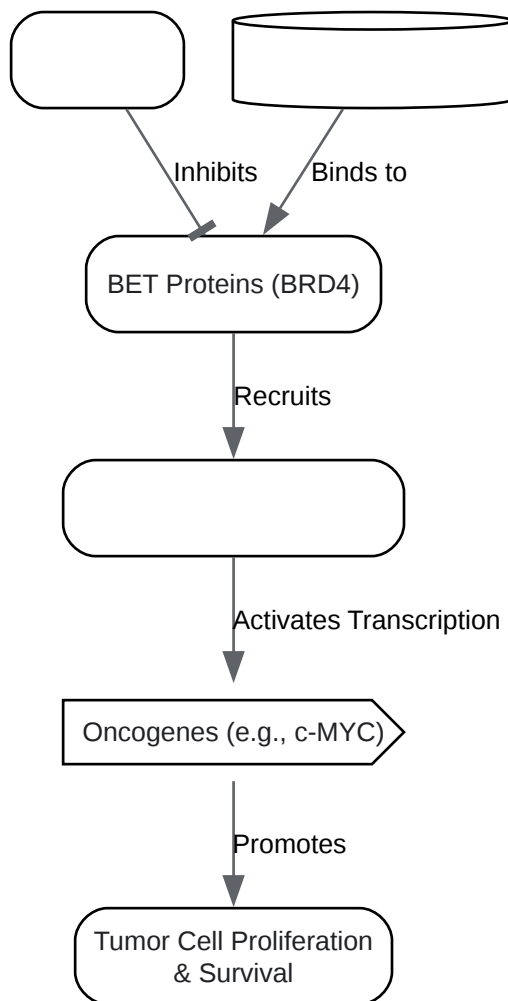 Inhibits
Binds to
BET Proteins (BRD4)
Recruits
Activates Transcription
Oncogenes (e.g., c-MYC)
Promotes
Tumor Cell Proliferation
& Survival